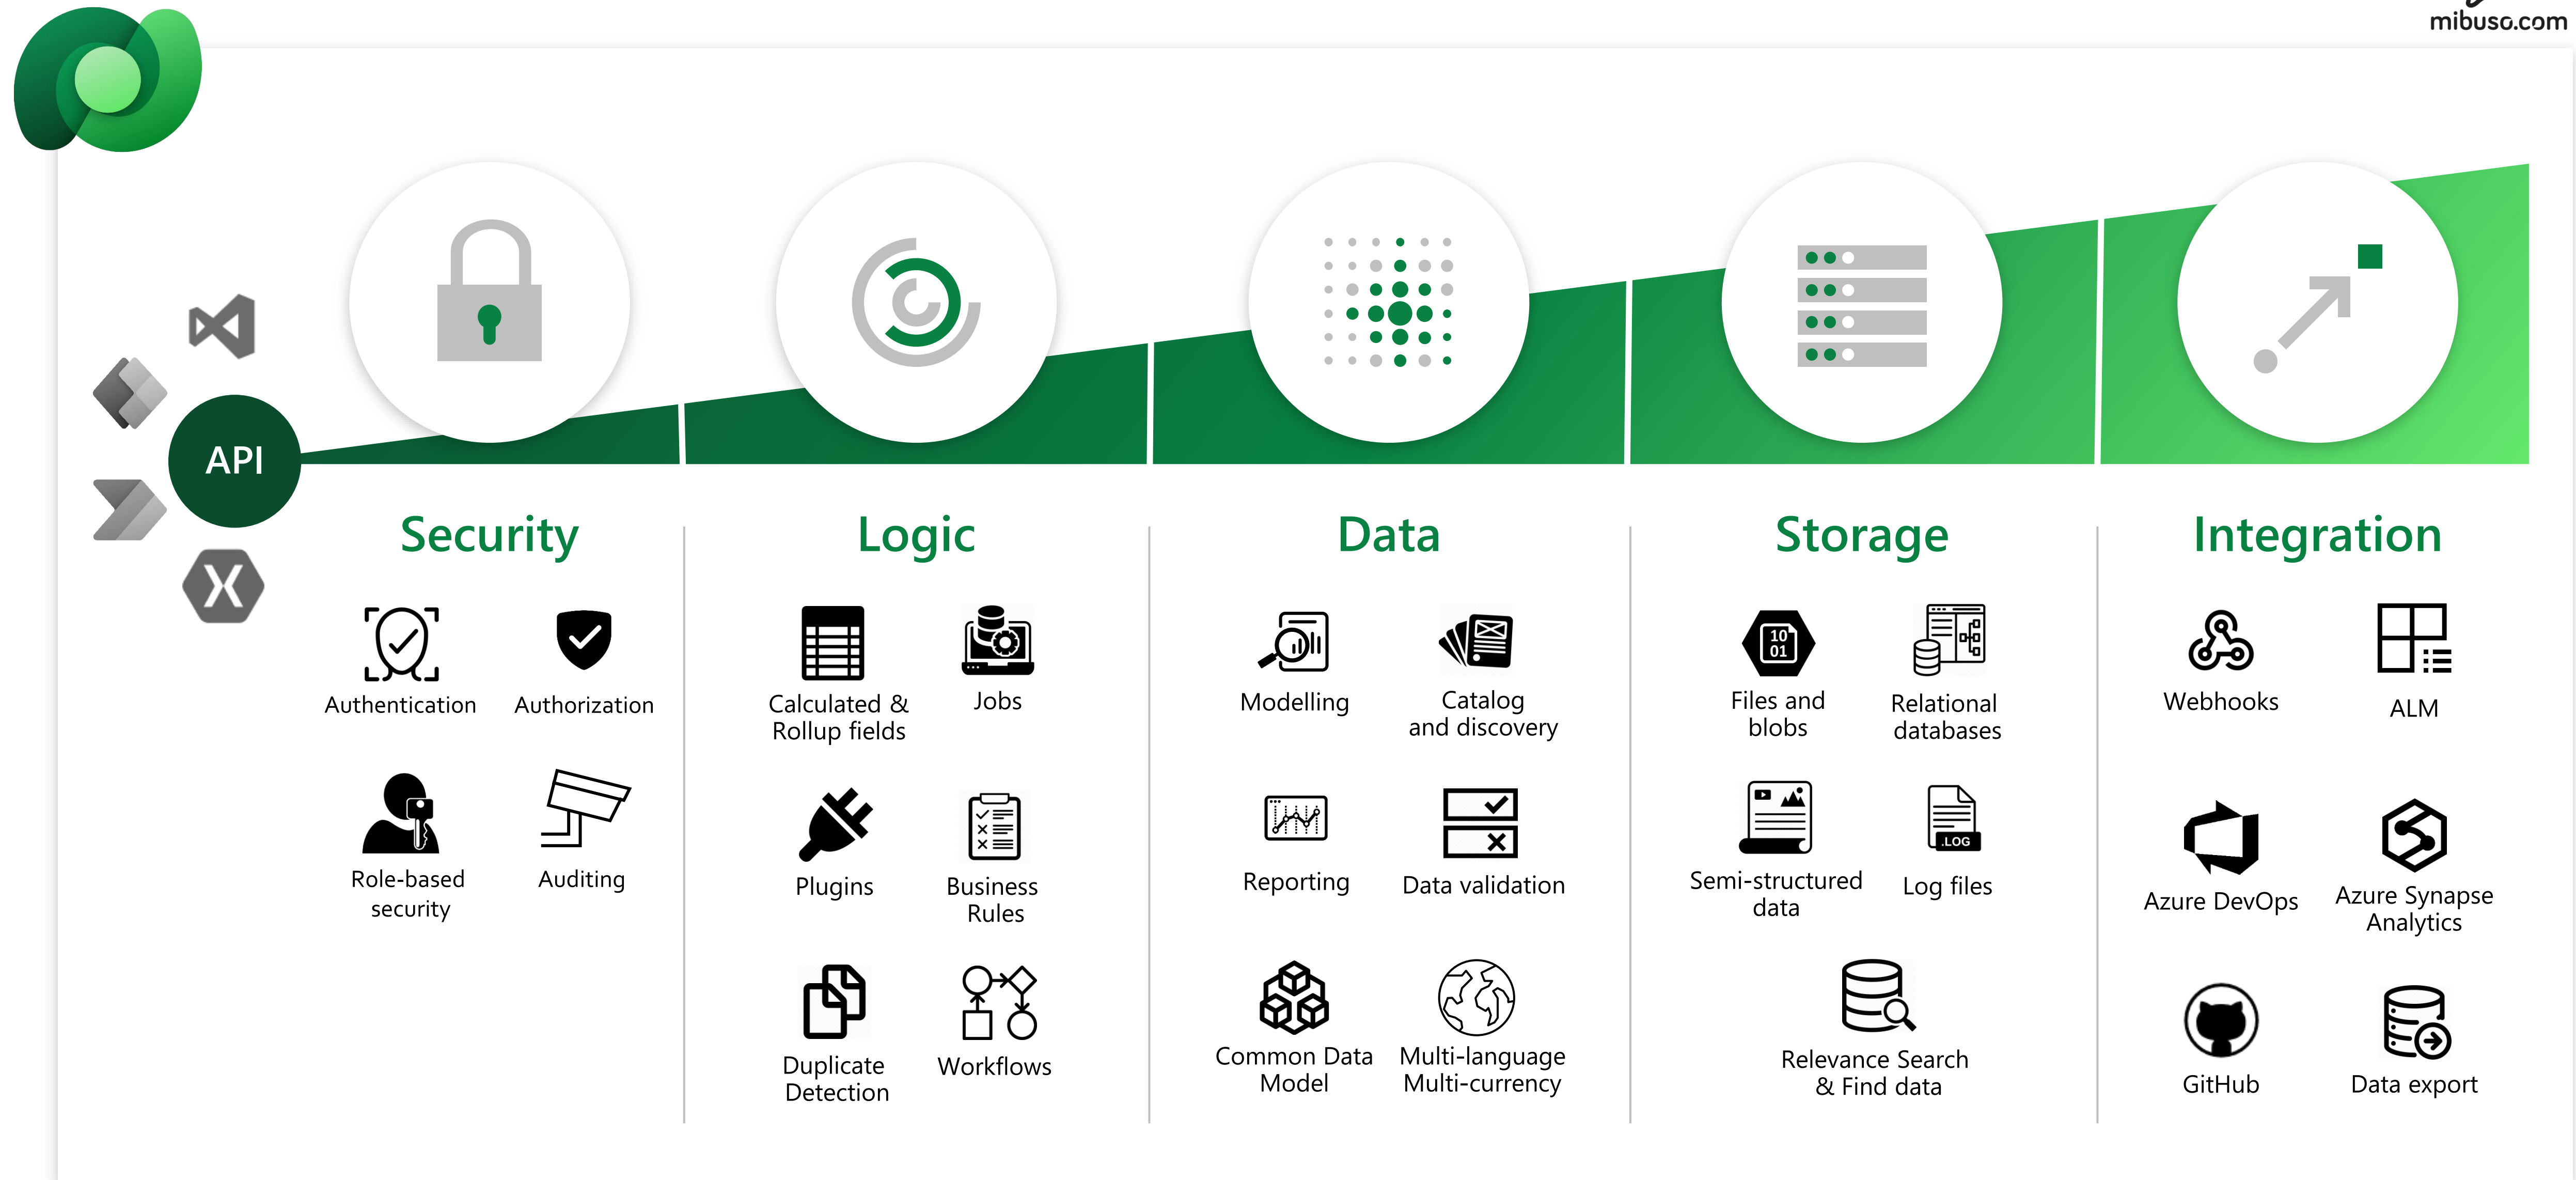 mibuso.com
API
Security
Authentication
Authorization
Role-based
security
Auditing
Logic
Calculated &
Rollup fields
Jobs
Plugins
Business
Rules
Duplicate
Detection
Workflows
Data
Modelling
Catalog
and discovery
Reporting
Data validation
Common Data
Model
Multi-language
Multi-currency
Storage
10
01
Files and
blobs
Relational
databases
Semi-structured
data
.LOG
Log files
Relevance Search
& Find data
Integration
Webhooks
ALM
Azure DevOps
Azure Synapse
Analytics
GitHub
Data export